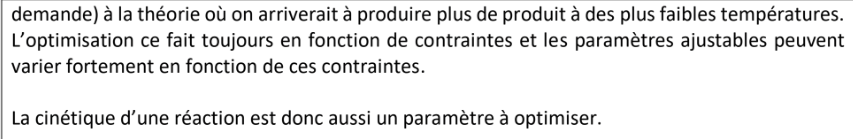 demande) à la théorie où on arriverait à produire plus de produit à des plus faibles températures.
L’optimisation ce fait toujours en fonction de contraintes et les paramètres ajustables peuvent
varier fortement en fonction de ces contraintes.
La cinétique d’une réaction est donc aussi un paramètre à optimiser.